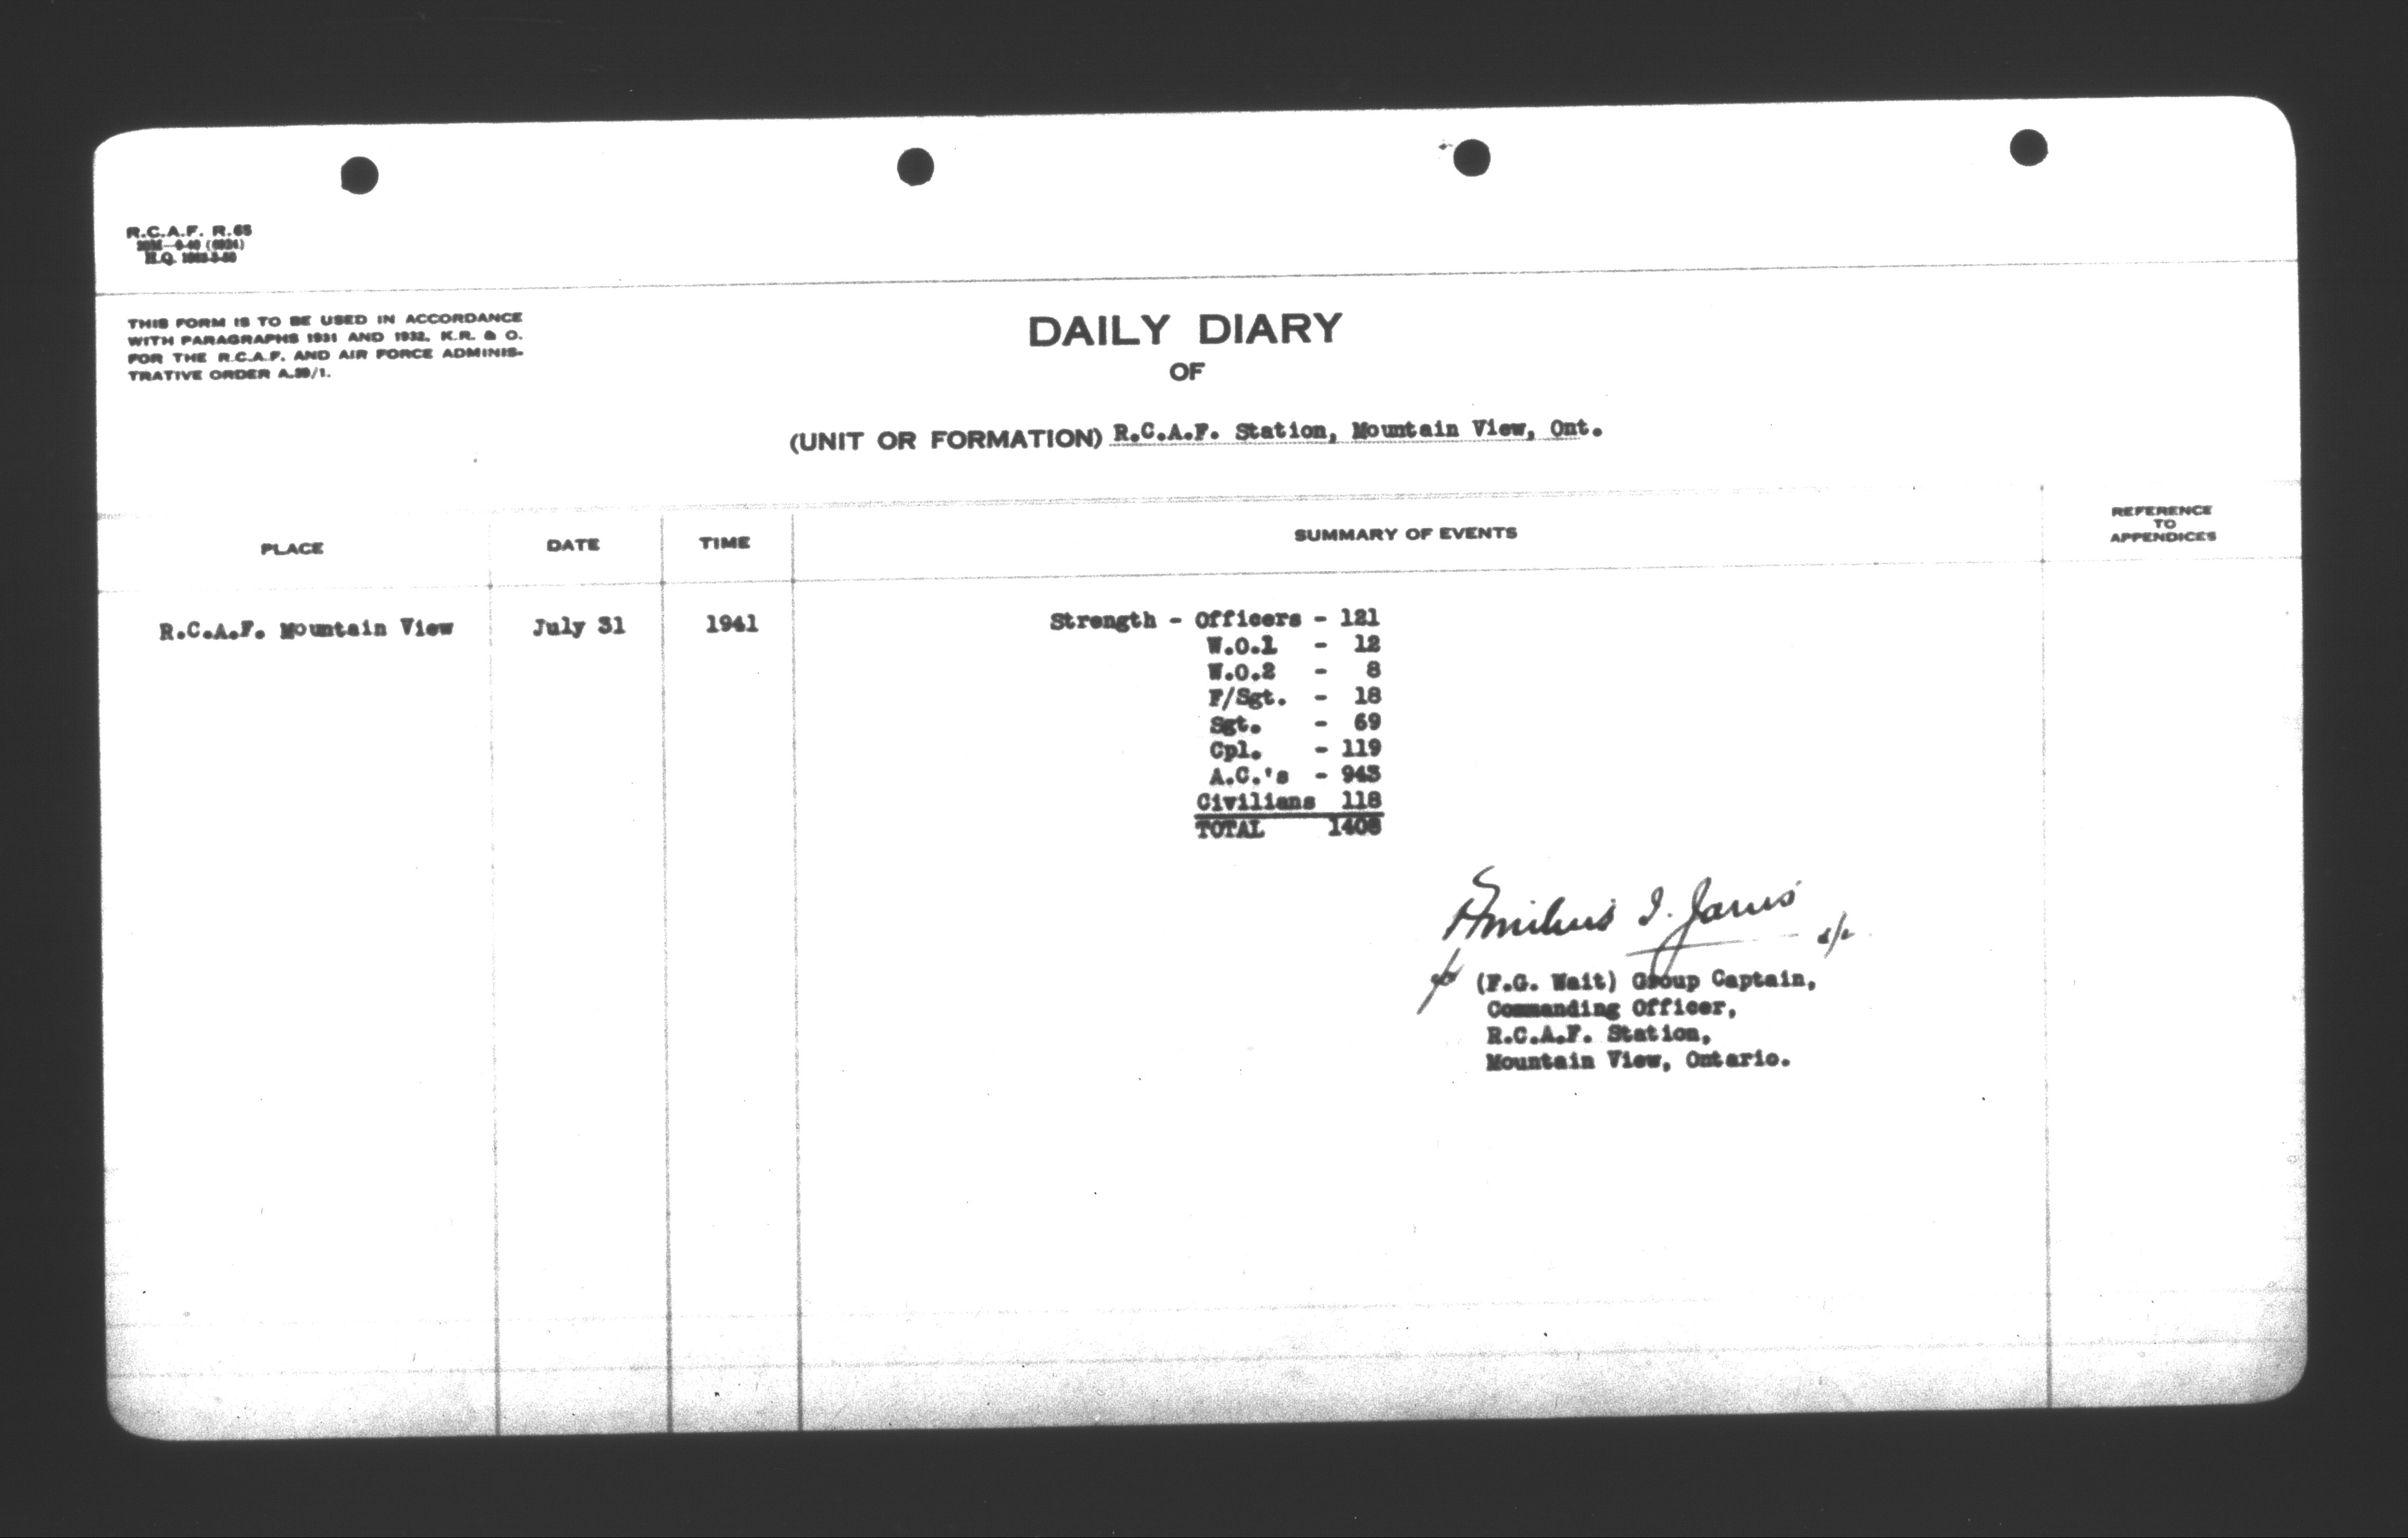 R.C.A.F. R.65
H.Q.
THIS FORM IS TO BE USED IN ACCORDANCE
WITH PARAGRAPHS 1931 AND 1932, K.R. & O.
FOR THE R.C.A.F. AND AIR FORCE ADMINIS-
TRATIVE ORDER A.39/1.
DAILY DIARY
OF
(UNIT OR FORMATION) R.C.A.F. Station, Mountain View, Ont.
PLACE DATE TIME SUMMARY OF EVENTS REFERENCE
TO
APPENDICES
R.C.A.F. Mountain View July 31 1941 Strength - Officers - 121
W.O.1 - 12
W.O.2 - 8
F/Sgt. - 18
Sgt. - 69
Cpl. - 119
A.C.'s - 943
Civilians 118
TOTAL 1408
Æmilius I. Jarvis
(F.G. Wait) Group Captain,
Commanding Officer,
R.C.A.F. Station,
Mountain View, Ontario.